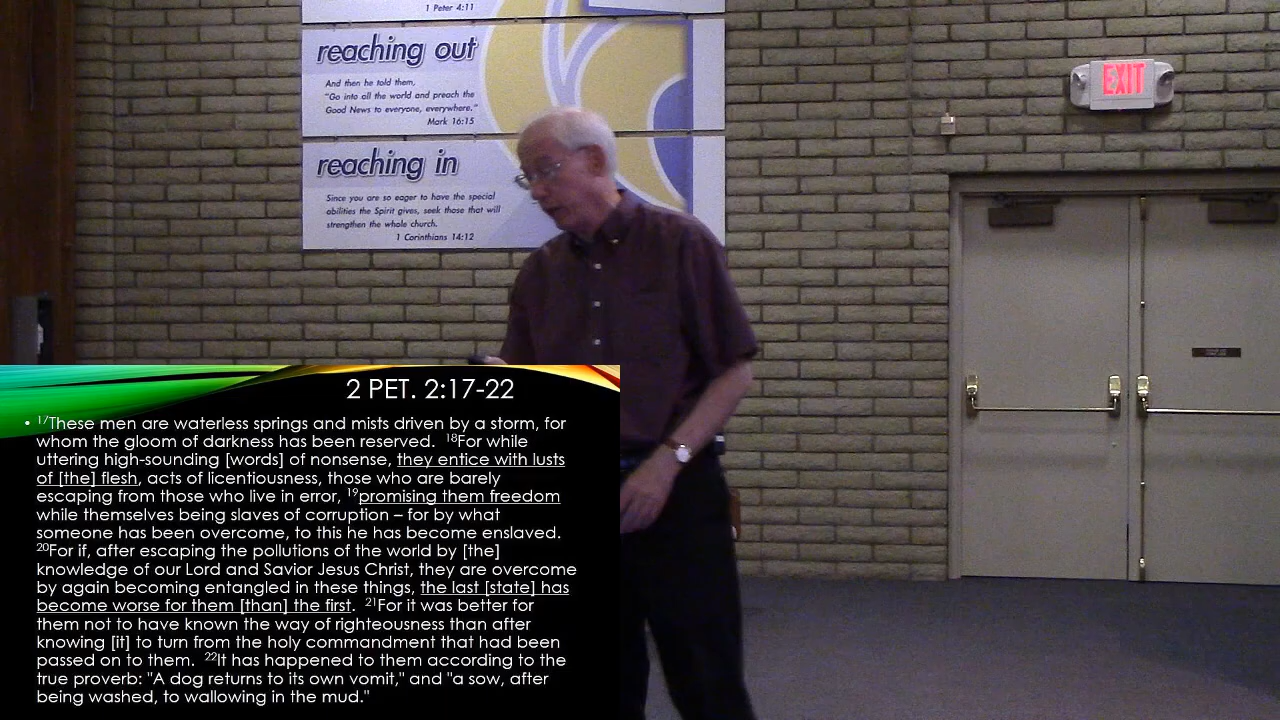 1 Peter 4:11
reaching out
And then he told them,
"Go into all the world and preach the
Good News to everyone, everywhere."
Mark 16:15
reaching in
Since you are so eager to have the special
abilities the Spirit gives, seek those that will
strengthen the whole church.
1 Corinthians 14:12
EXIT
2 PET. 2:17-22
• 17These men are waterless springs and mists driven by a storm, for
whom the gloom of darkness has been reserved. 18For while
uttering high-sounding [words] of nonsense, they entice with lusts
of [the] flesh, acts of licentiousness, those who are barely
escaping from those who live in error, 19promising them freedom
while themselves being slaves of corruption – for by what
someone has been overcome, to this he has become enslaved.
20For if, after escaping the pollutions of the world by [the]
knowledge of our Lord and Savior Jesus Christ, they are overcome
by again becoming entangled in these things, the last [state] has
become worse for them [than] the first. 21For it was better for
them not to have known the way of righteousness than after
knowing [it] to turn from the holy commandment that had been
passed on to them. 22It has happened to them according to the
true proverb: "A dog returns to its own vomit," and "a sow, after
being washed, to wallowing in the mud."